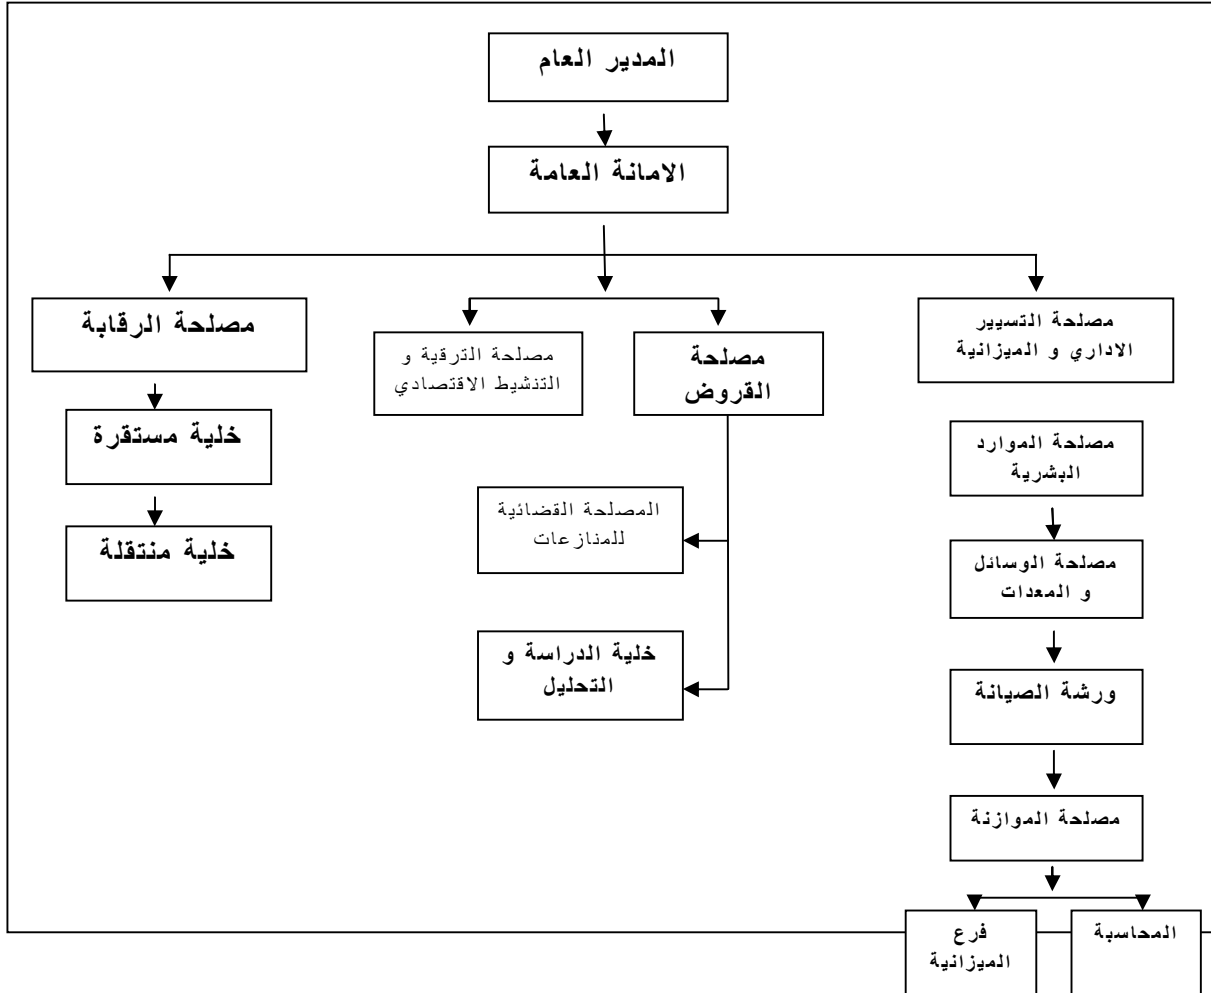 المدير العام
الامانة العامة
مصلحة التسيير
الاداري و الميزانية
مصلحة
القروض
مصلحة الترقية و
التنشيط الاقتصادي
مصلحة الرقابة
مصلحة الموارد
البشرية
خلية مستقرة
المصلحة القضائية
للمنازعات
مصلحة الوسائل
و المعدات
خلية منتقلة
خلية الدراسة و
التحليل
ورشة الصيانة
مصلحة الموازنة
المحاسبة
فرع
الميزانية